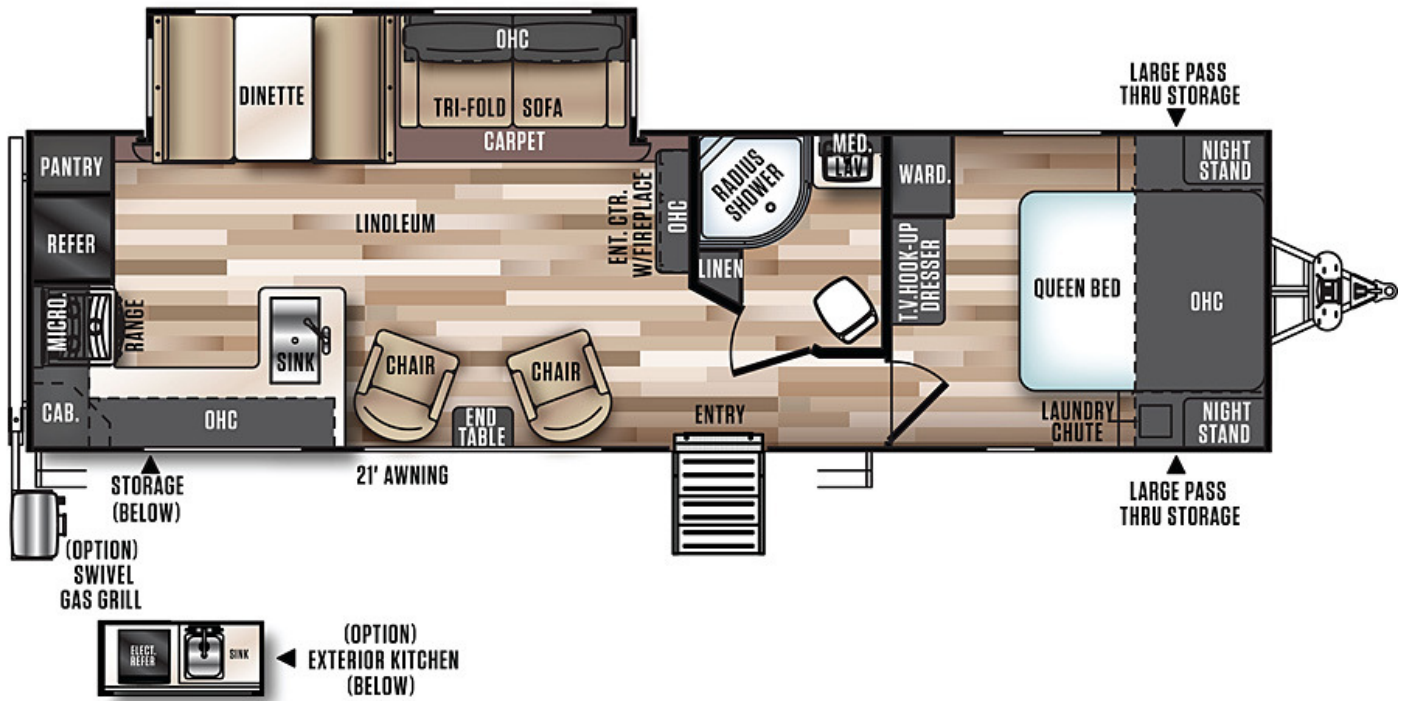 OHC
DINETTE
TRI-FOLD SOFA
CARPET
LARGE PASS
THRU STORAGE
PANTRY
REFER
MICRO.
RANGE
CAB.
OHC
SINK
LINOLEUM
ENT. CTR.
W/FIREPLACE
OHC
RADIUS
SHOWER
MED.
LAV
LINEN
WARD.
T.V.HOOK-UP
DRESSER
NIGHT
STAND
QUEEN BED
OHC
CHAIR
CHAIR
END
TABLE
ENTRY
LAUNDRY
CHUTE
NIGHT
STAND
STORAGE
(BELOW)
21' AWNING
LARGE PASS
THRU STORAGE
(OPTION)
SWIVEL
GAS GRILL
ELECT.
REFER
SINK
(OPTION)
EXTERIOR KITCHEN
(BELOW)